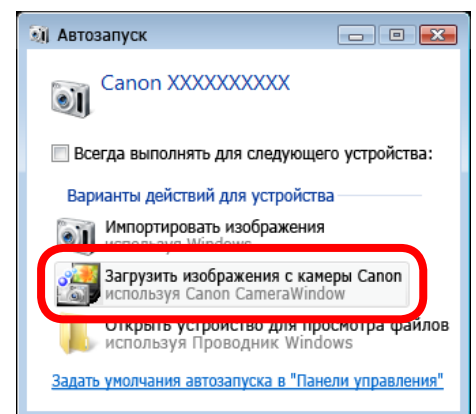 Автозапуск
Canon XXXXXXXXXX
Всегда выполнять для следующего устройства:
Варианты действий для устройства
Импортировать изображения
используя Windows
Загрузить изображения с камеры Canon
используя Canon CameraWindow
Открыть устройство для просмотра файлов
используя Проводник Windows
Задать умолчания автозапуска в "Панели управления"